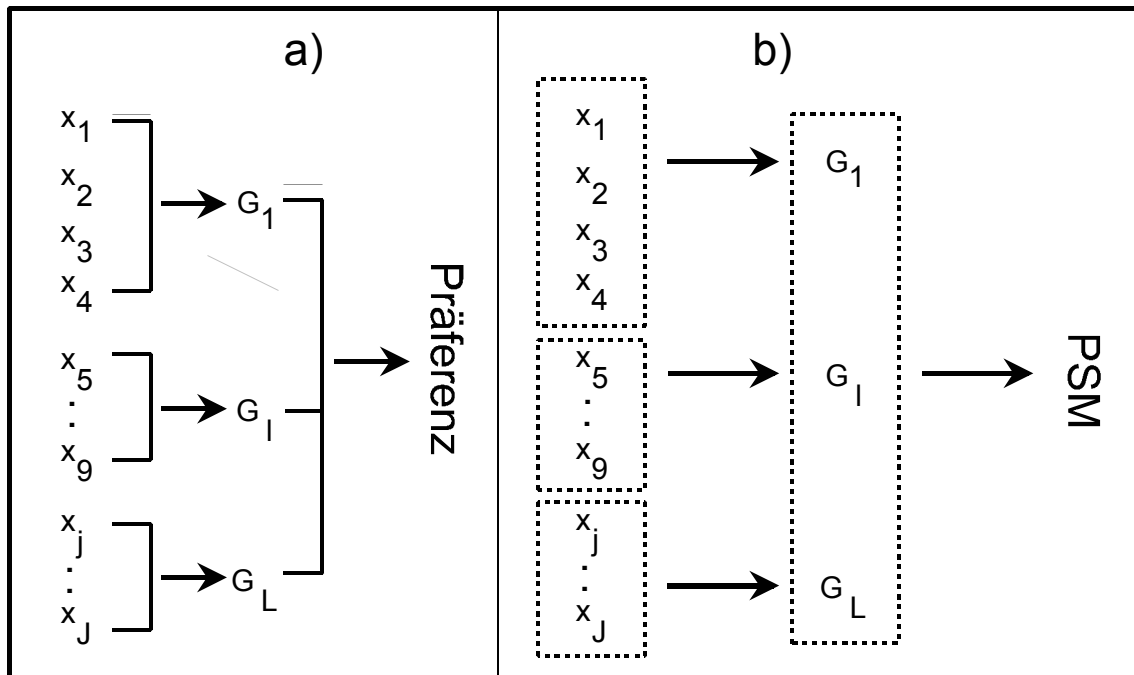 a)
x1
x2
x3
x4
x5
.
.
x9
xj
.
.
xJ
G1
Gl
GL
Präferenz
b)
x1
x2
x3
x4
x5
.
.
x9
xj
.
.
xJ
G1
Gl
GL
PSM